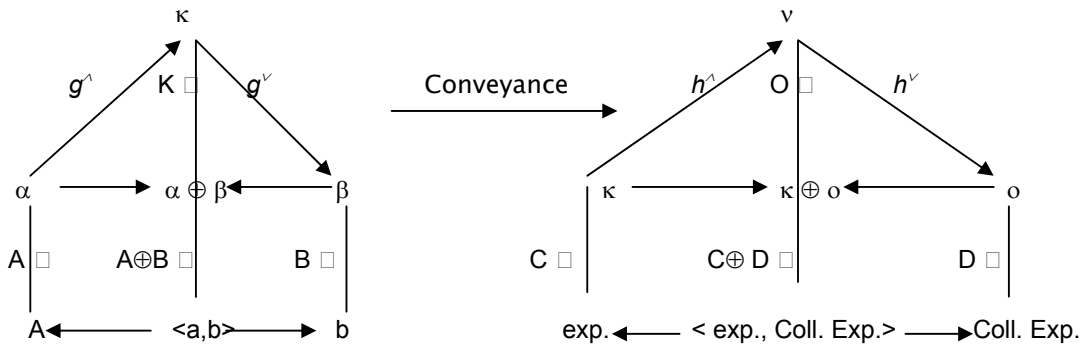 κ ν
g^ K □ g˅ Conveyance h^ O □ h˅
α α ⊕ β β κ κ ⊕ ο ο
A □ A⊕B □ B □ C □ C⊕ D □ D □
A <a,b> b exp. < exp., Coll. Exp.> Coll. Exp.